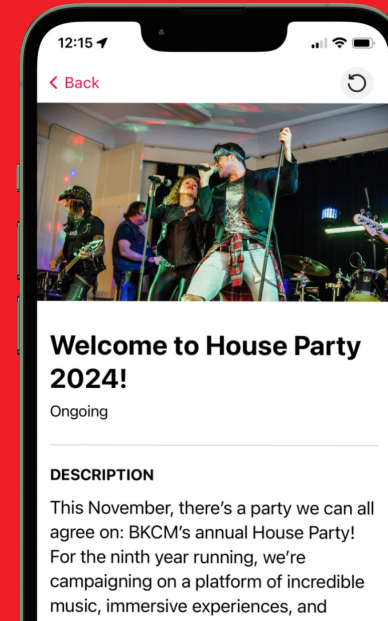 12:15
Back
Welcome to House Party
2024!
Ongoing
DESCRIPTION
This November, there's a party we can all
agree on: BKCM's annual House Party!
For the ninth year running, we're
campaigning on a platform of incredible
music, immersive experiences, and